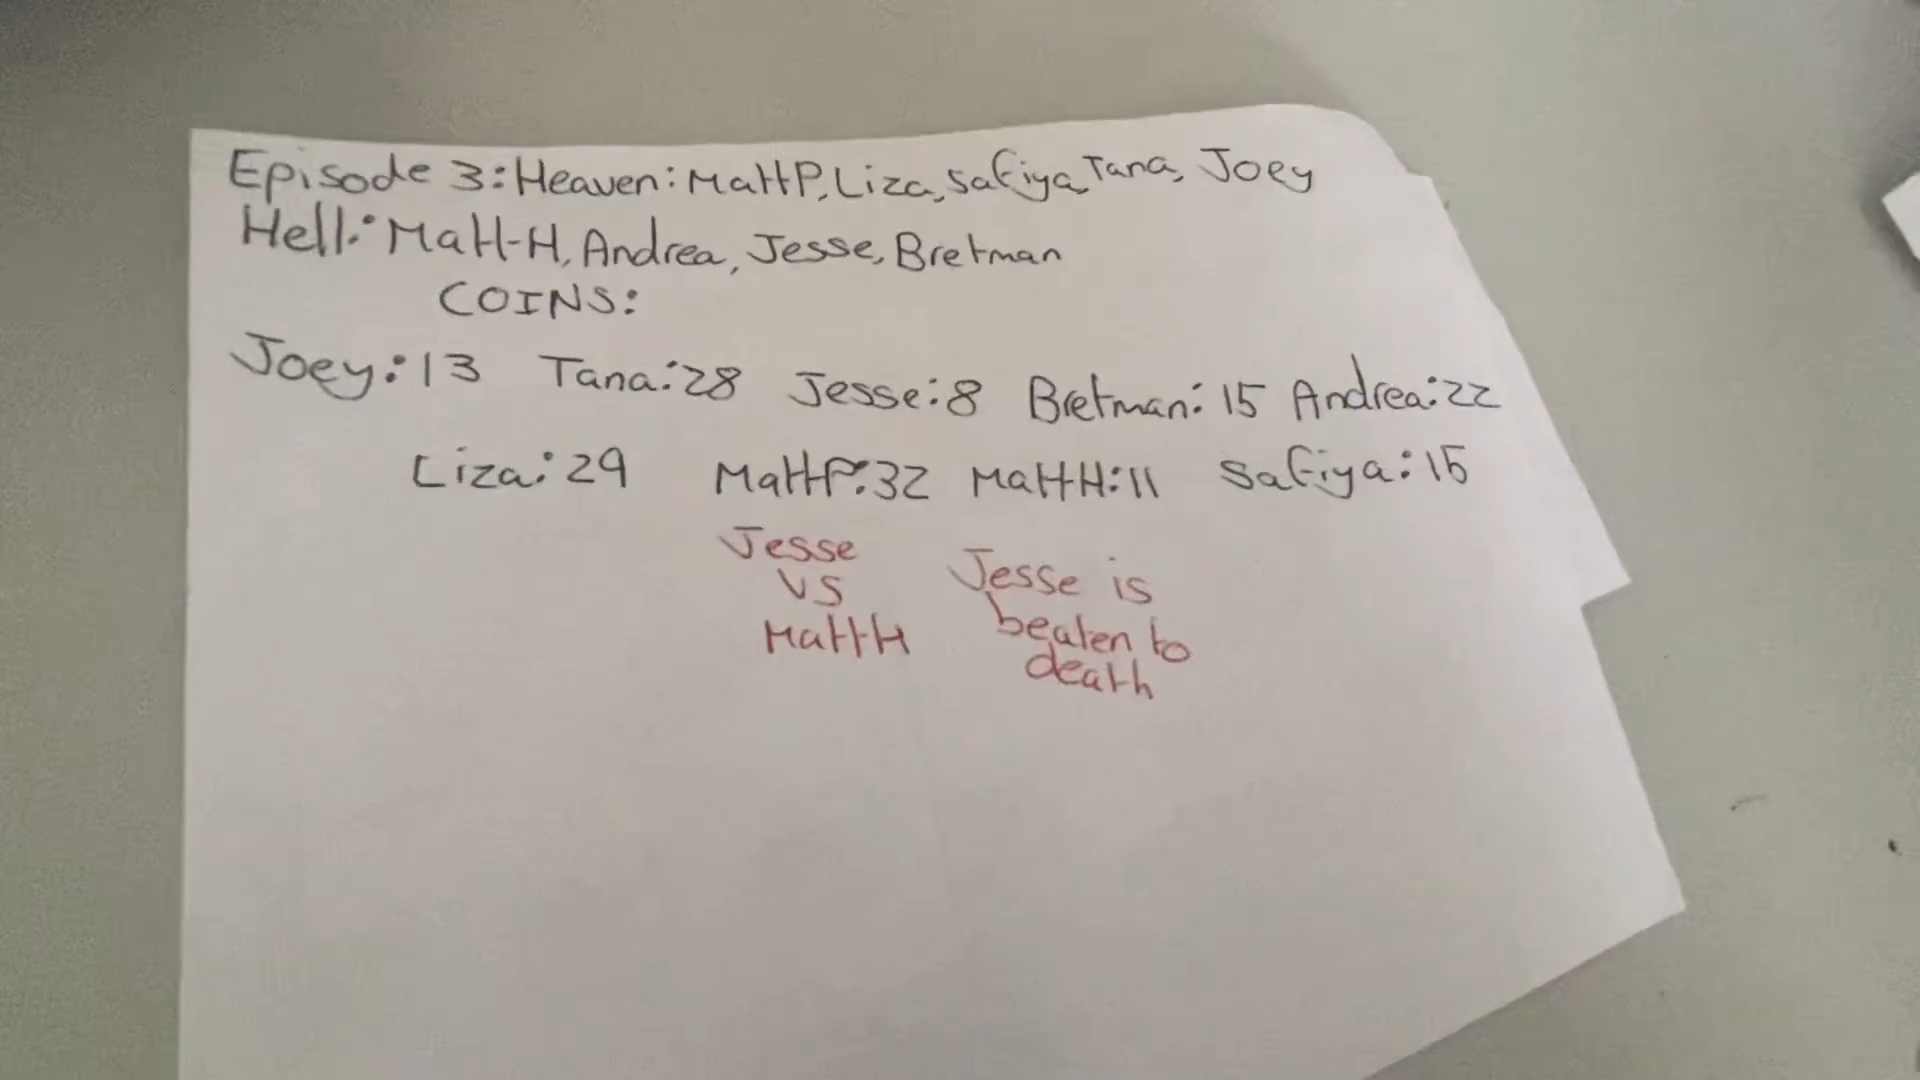 Episode 3: Heaven: MattP, Liza, Safiya, Tana, Joey
Hell: Matt-H, Andrea, Jesse, Bretman
COINS:
Joey: 13 Tana: 28 Jesse: 8 Bretman: 15 Andrea: 22
Liza: 29 MattP: 32 MattH: 11 Safiya: 15
Jesse
VS
MattH
Jesse is
beaten to
death